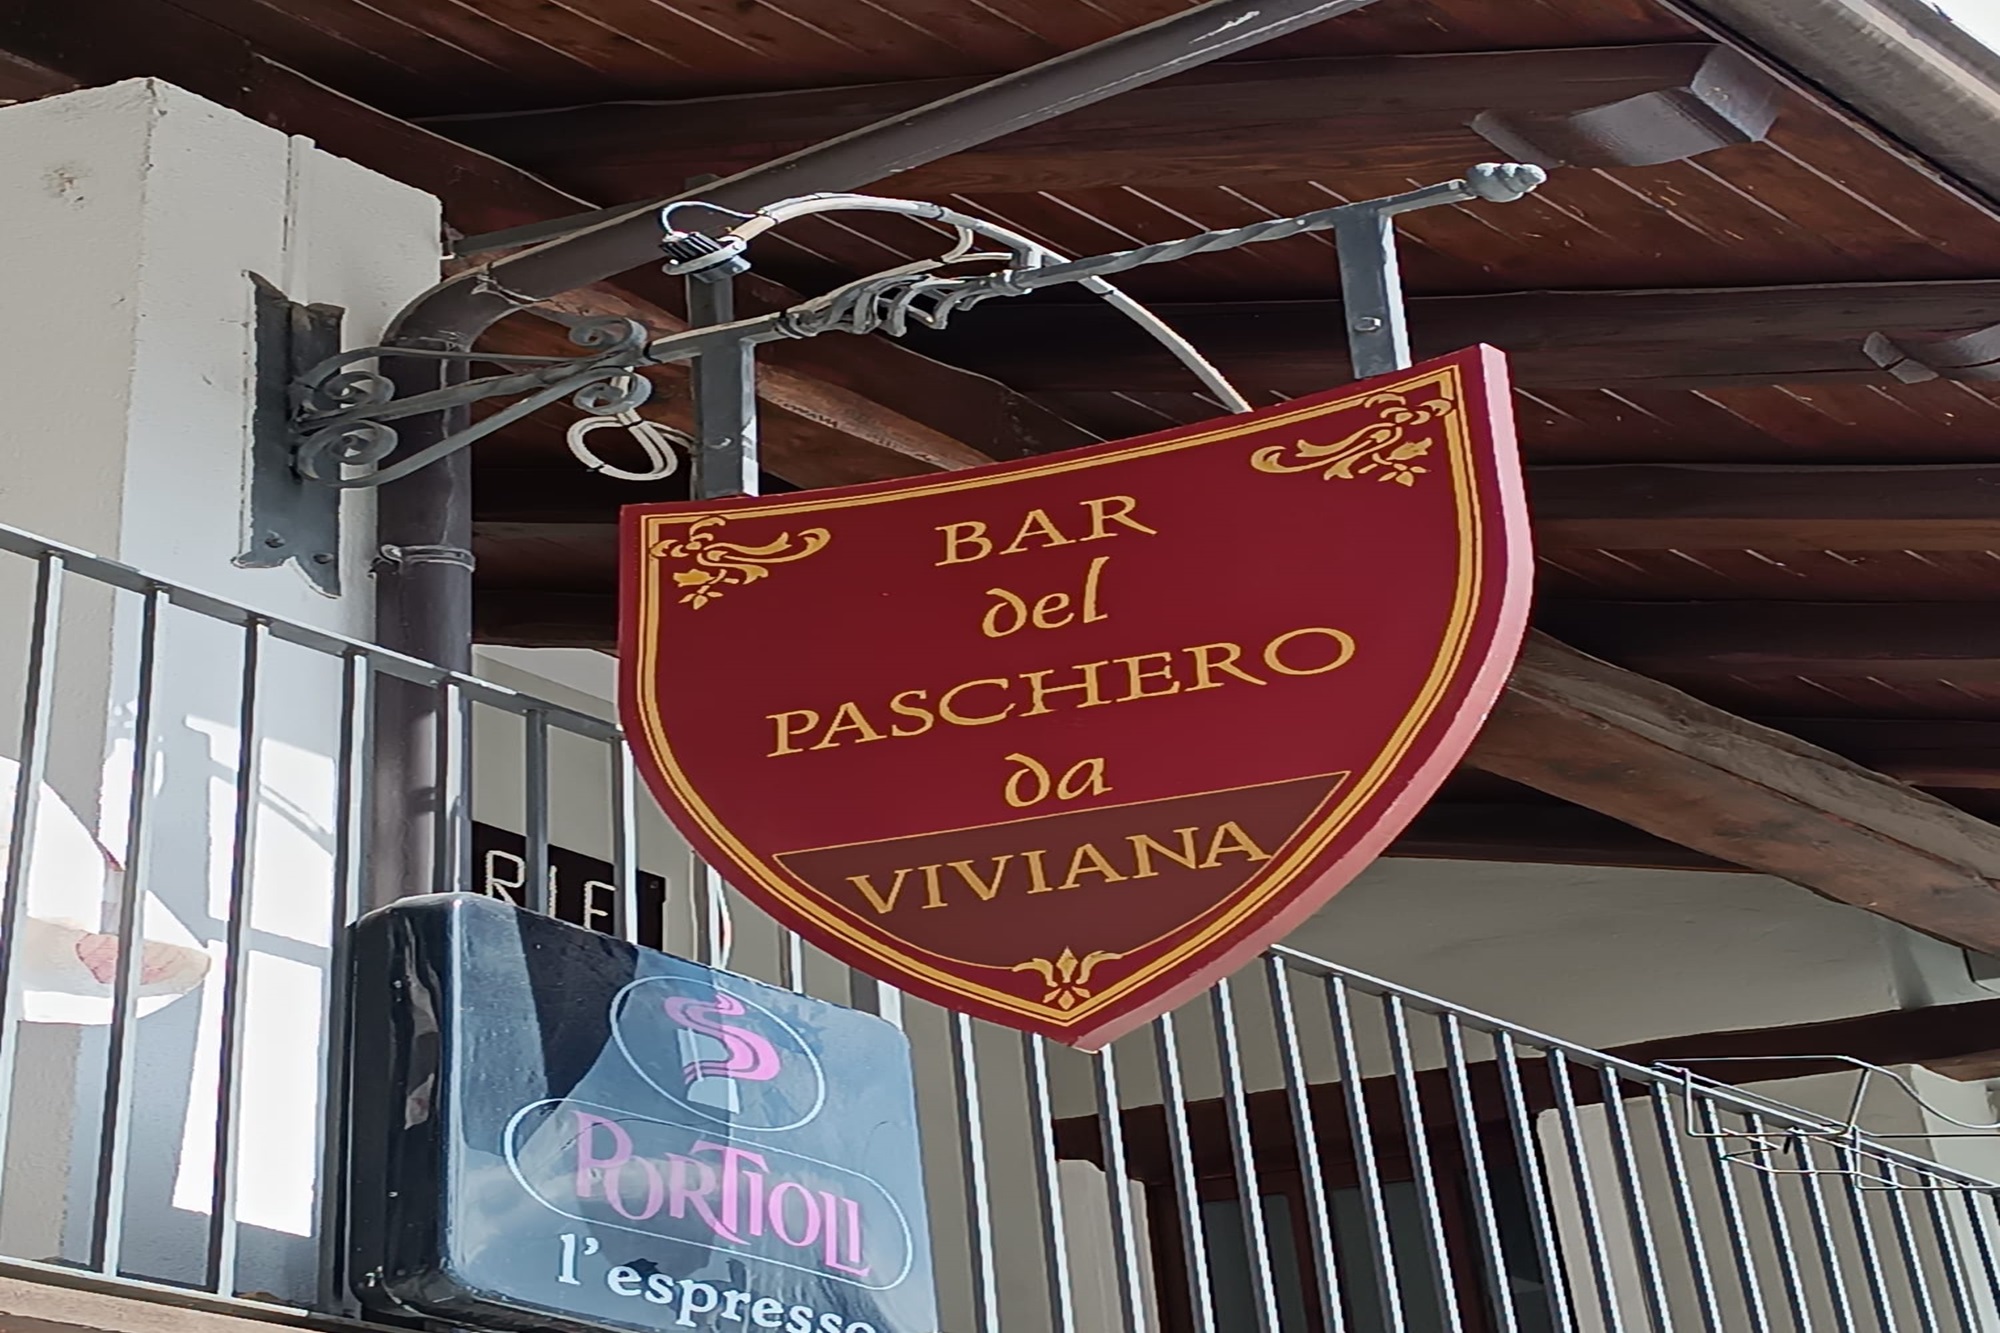 BAR
del
PASCHERO
da
VIVIANA
PORTIOLI
l'espresso